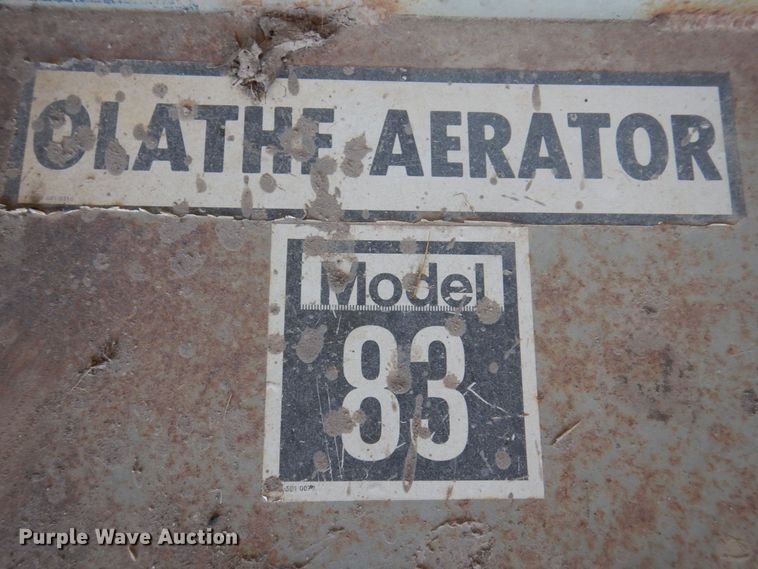 OLATHE AERATOR
Model
83
Purple Wave Auction